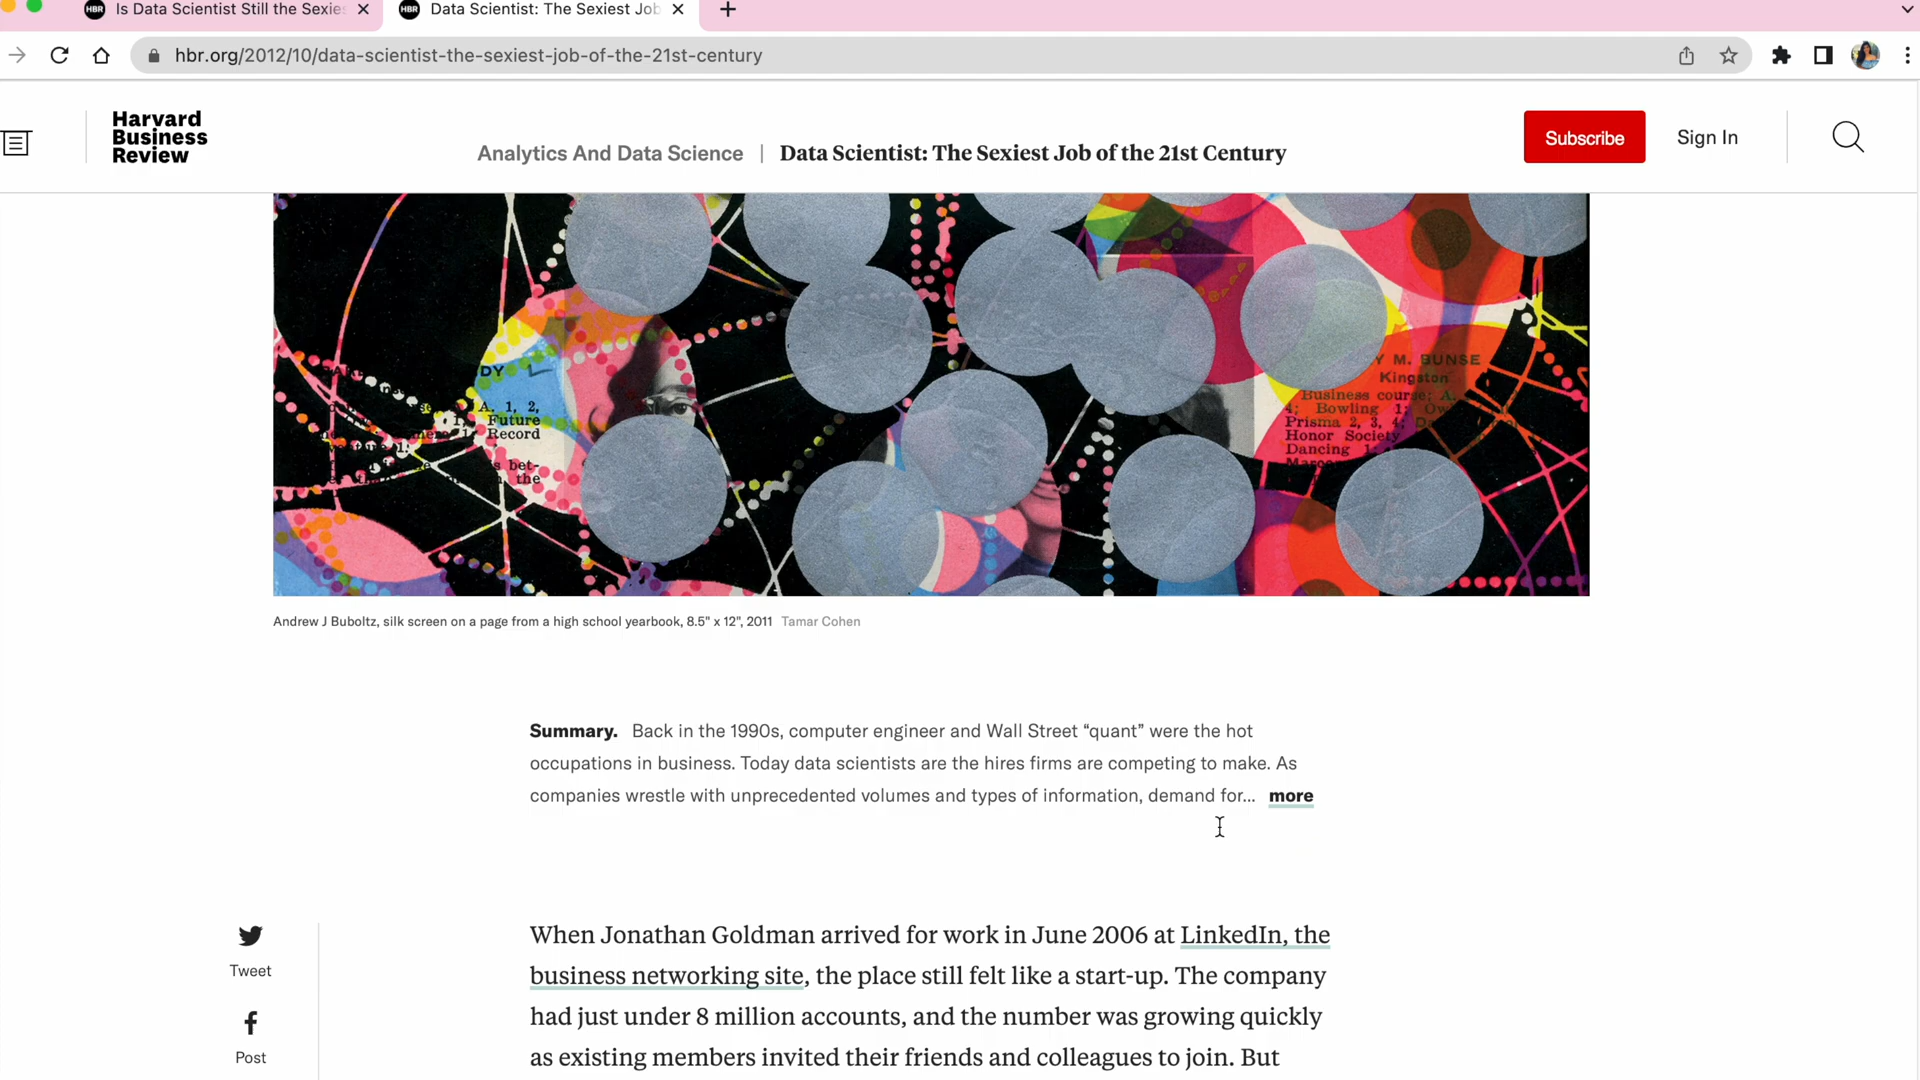 HBR Is Data Scientist Still the Sexie
HBR Data Scientist: The Sexiest Job
hbr.org/2012/10/data-scientist-the-sexiest-job-of-the-21st-century
Harvard
Business
Review
Analytics And Data Science | Data Scientist: The Sexiest Job of the 21st Century
Subscribe
Sign In
DY
A. 1, 2,
Future
Record
s bet-
the
Y M. BUNSE
Kingston
Business course; A.
4; Bowling 1;
Prisma 2, 3, 4;
Honor Society
Dancing
Andrew J Buboltz, silk screen on a page from a high school yearbook, 8.5" x 12", 2011 Tamar Cohen
Summary. Back in the 1990s, computer engineer and Wall Street “quant” were the hot
occupations in business. Today data scientists are the hires firms are competing to make. As
companies wrestle with unprecedented volumes and types of information, demand for... more
When Jonathan Goldman arrived for work in June 2006 at LinkedIn, the
business networking site, the place still felt like a start-up. The company
had just under 8 million accounts, and the number was growing quickly
as existing members invited their friends and colleagues to join. But
Tweet
Post